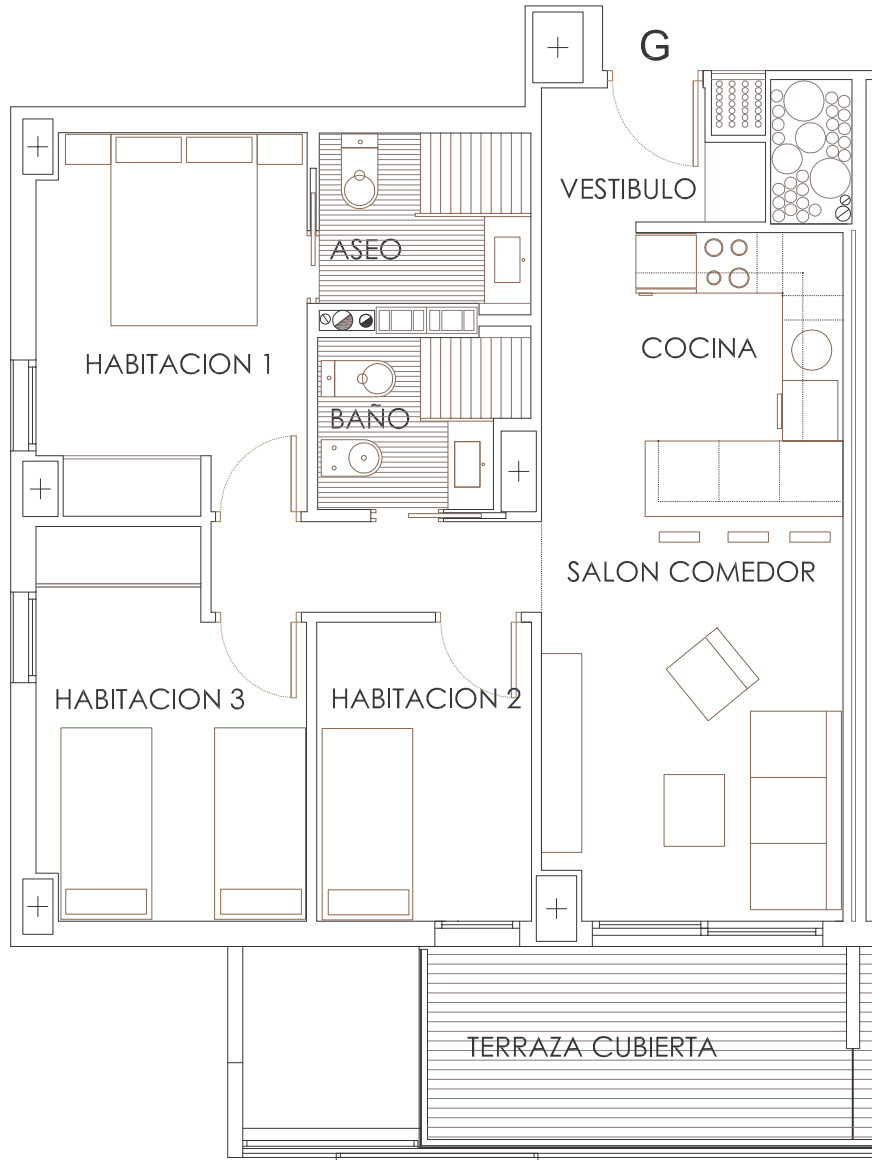 G
VESTIBULO
ASEO
COCINA
HABITACION 1
BAÑO
SALON COMEDOR
HABITACION 3
HABITACION 2
TERRAZA CUBIERTA